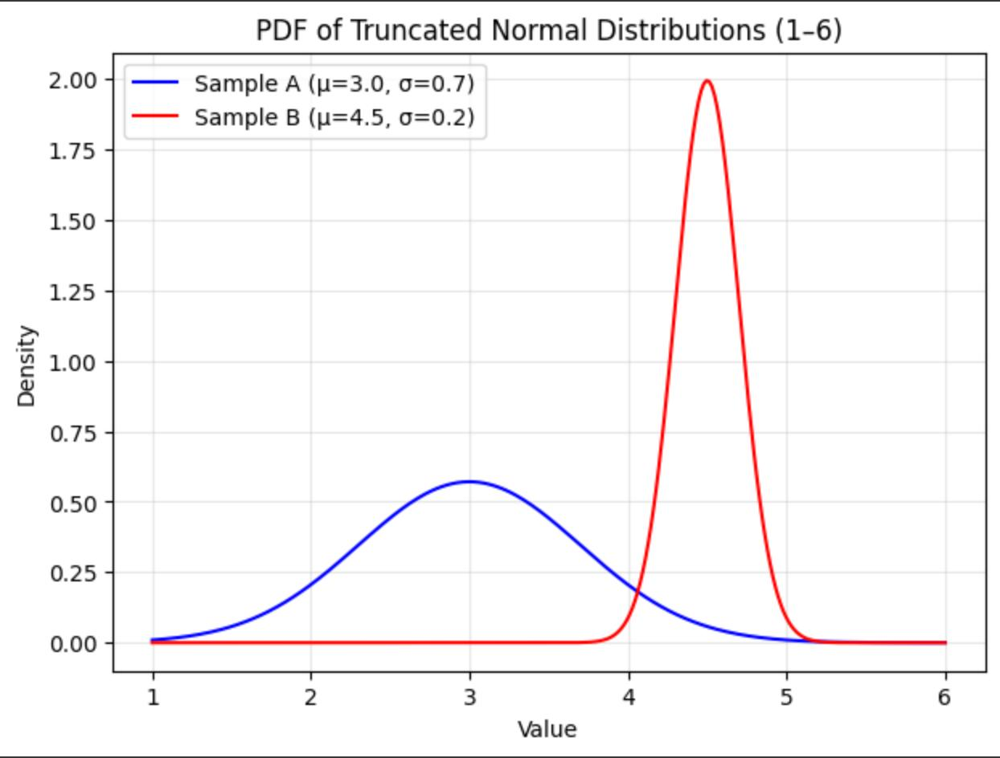 PDF of Truncated Normal Distributions (1–6)
Sample A (μ=3.0, σ=0.7)
Sample B (μ=4.5, σ=0.2)
2.00
1.75
1.50
1.25
1.00
0.75
0.50
0.25
0.00
Density
1 2 3 4 5 6
Value